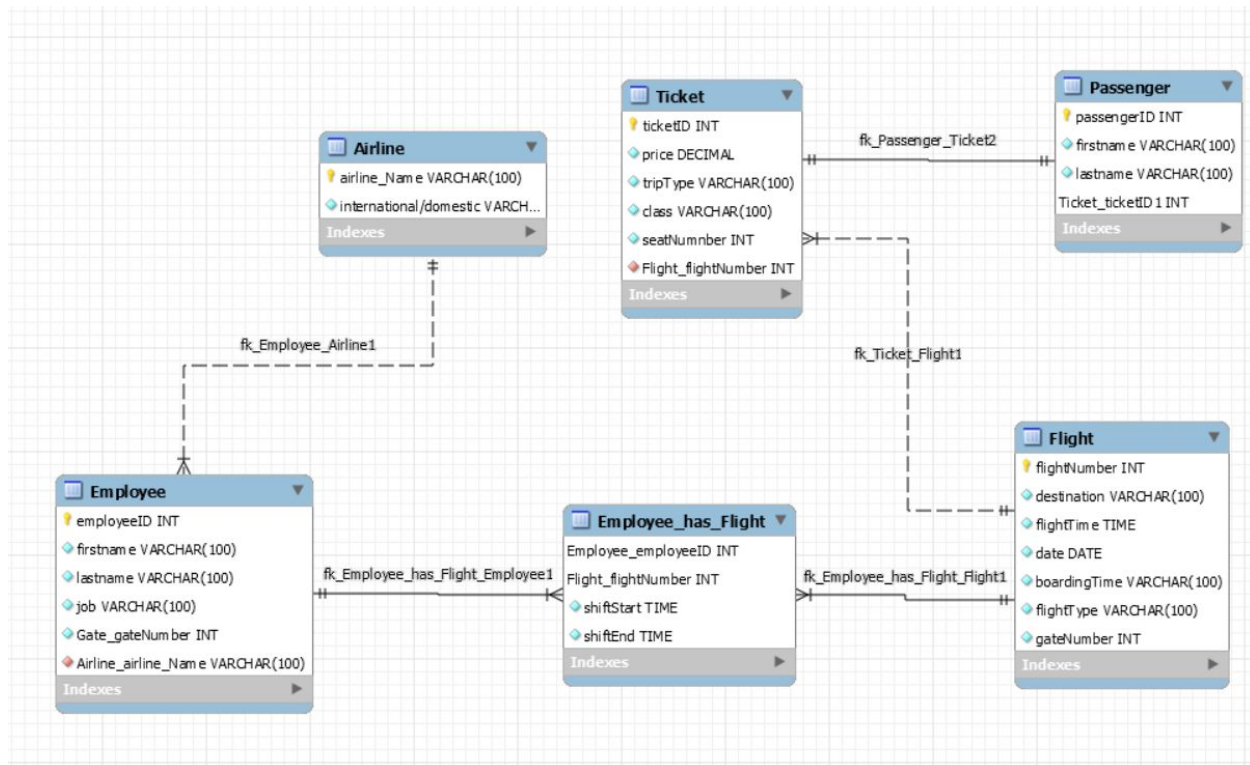 Airline
airline_Name VARCHAR(100)
international/domestic VARCH...
Indexes
Ticket
ticketID INT
price DECIMAL
tripType VARCHAR(100)
class VARCHAR(100)
seatNumnber INT
Flight_flightNumber INT
Indexes
fk_Passenger_Ticket2
Passenger
passengerID INT
firstname VARCHAR(100)
lastname VARCHAR(100)
Ticket_ticketID1 INT
Indexes
fk_Employee_Airline1
fk_Ticket_Flight1
Employee
employeeID INT
firstname VARCHAR(100)
lastname VARCHAR(100)
job VARCHAR(100)
Gate_gateNumber INT
Airline_airline_Name VARCHAR(100)
Indexes
fk_Employee_has_Flight_Employee1
Employee_has_Flight
Employee_employeeID INT
Flight_flightNumber INT
shiftStart TIME
shiftEnd TIME
Indexes
fk_Employee_has_Flight_Flight1
Flight
flightNumber INT
destination VARCHAR(100)
flightTime TIME
date DATE
boardingTime VARCHAR(100)
flightType VARCHAR(100)
gateNumber INT
Indexes